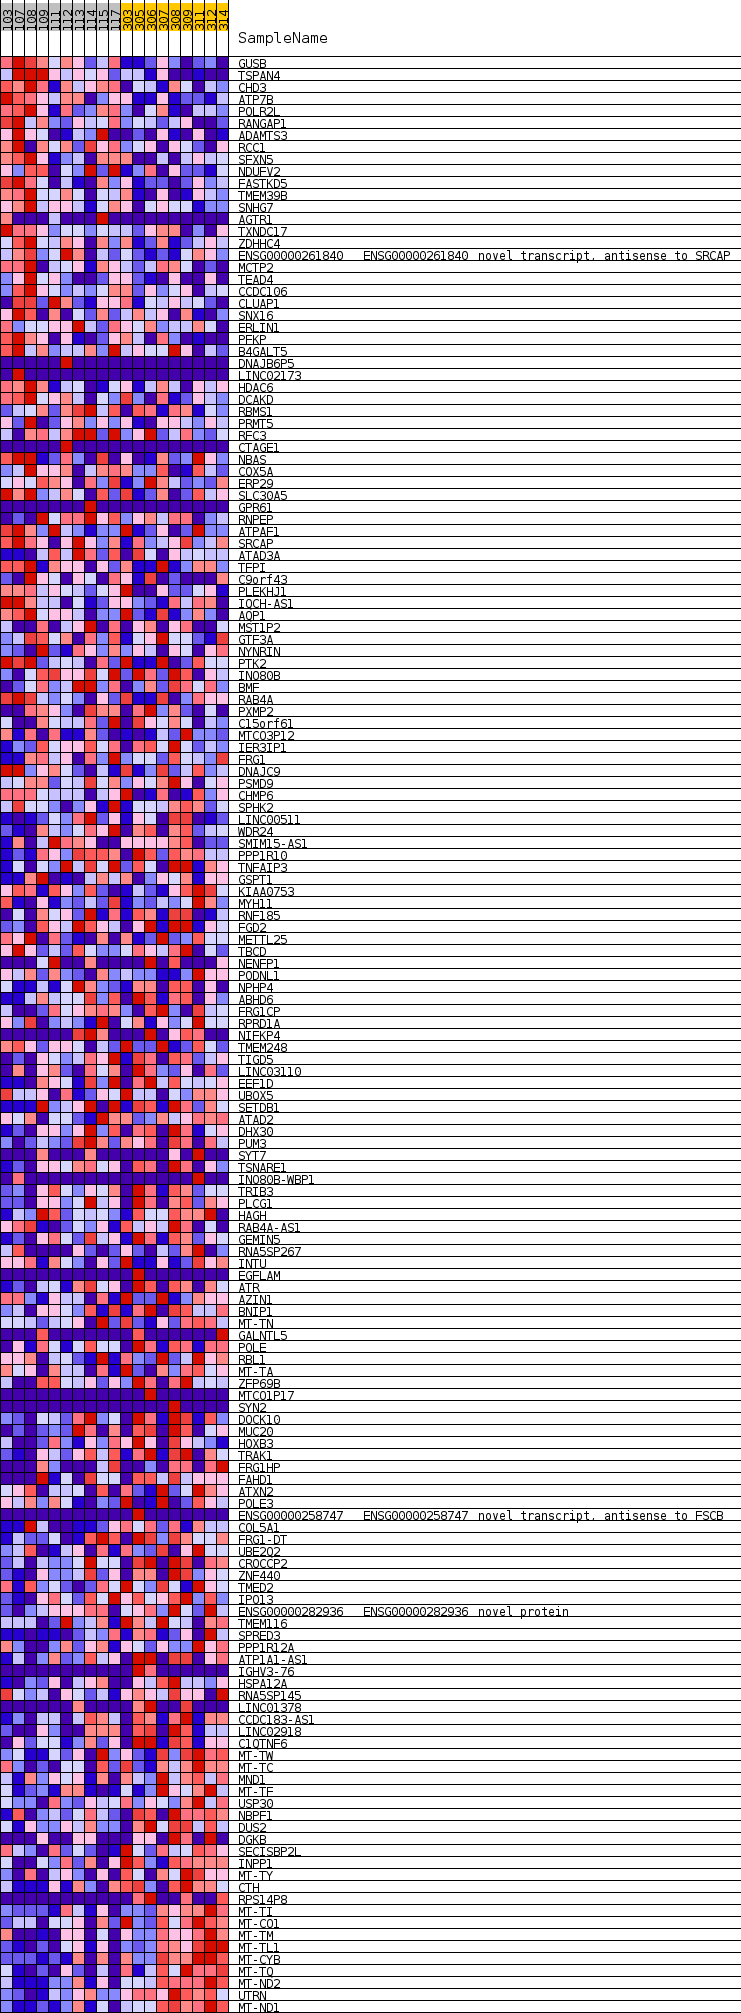 103 107 108 109 111 112 113 114 115 117 303 305 306 307 308 309 311 312 314
SampleName
GUSB
TSPAN4
CHD3
ATP7B
POLR2L
RANGAP1
ADAMTS3
RCC1
SFXN5
NDUFV2
FASTKD5
TMEM39B
SNHG7
AGTR1
TXNDC17
ZDHHC4
ENSG00000261840 ENSG00000261840 novel transcript, antisense to SRCAP
MCTP2
TEAD4
CCDC106
CLUAP1
SNX16
ERLIN1
PFKP
B4GALT5
DNAJB6P5
LINC02173
HDAC6
DCAKD
RBMS1
PRMT5
RFC3
CTAGE1
NBAS
COX5A
ERP29
SLC30A5
GPR61
RNPEP
ATPAF1
SRCAP
ATAD3A
TFPI
C9orf43
PLEKHJ1
IQCH-AS1
AQP1
MST1P2
GTF3A
NYNRIN
PTK2
INO80B
BMF
RAB4A
PXMP2
C15orf61
MTCO3P12
IER3IP1
FRG1
DNAJC9
PSMD9
CHMP6
SPHK2
LINC00511
WDR24
SMIM15-AS1
PPP1R10
TNFAIP3
GSPT1
KIAA0753
MYH11
RNF185
FGD2
METTL25
TBCD
NENFP1
PODNL1
NPHP4
ABHD6
FRG1CP
RPRD1A
NIFKP4
TMEM248
TIGD5
LINC03110
EEF1D
UBOX5
SETDB1
ATAD2
DHX30
PUM3
SYT7
TSNARE1
INO80B-WBP1
TRIB3
PLCG1
HAGH
RAB4A-AS1
GEMIN5
RNA5SP267
INTU
EGFLAM
ATR
AZIN1
BNIP1
MT-TN
GALNTL5
POLE
RBL1
MT-TA
ZFP69B
MTCO1P17
SYN2
DOCK10
MUC20
HOXB3
TRAK1
FRG1HP
FAHD1
ATXN2
POLE3
ENSG00000258747 ENSG00000258747 novel transcript, antisense to FSCB
COL5A1
FRG1-DT
UBE2Q2
CROCCP2
ZNF440
TMED2
IPO13
ENSG00000282936 ENSG00000282936 novel protein
TMEM116
SPRED3
PPP1R12A
ATP1A1-AS1
IGHV3-76
HSPA12A
RNA5SP145
LINC01378
CCDC183-AS1
LINC02918
C1QTNF6
MT-TW
MT-TC
MND1
MT-TF
USP30
NBPF1
DUS2
DGKB
SECISBP2L
INPP1
MT-TY
CTH
RPS14P8
MT-TI
MT-CO1
MT-TM
MT-TL1
MT-CYB
MT-TQ
MT-ND2
UTRN
MT-ND1